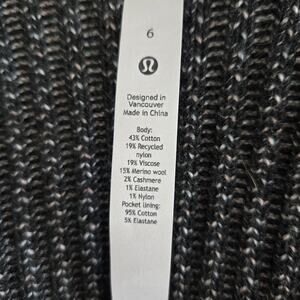 6
Designed in
Vancouver
Made in China
Body:
43% Cotton
19% Recycled
nylon
19% Viscose
15% Merino wool
2% Cashmere
1% Elastane
1% Nylon
Pocket lining:
95% Cotton
5% Elastane